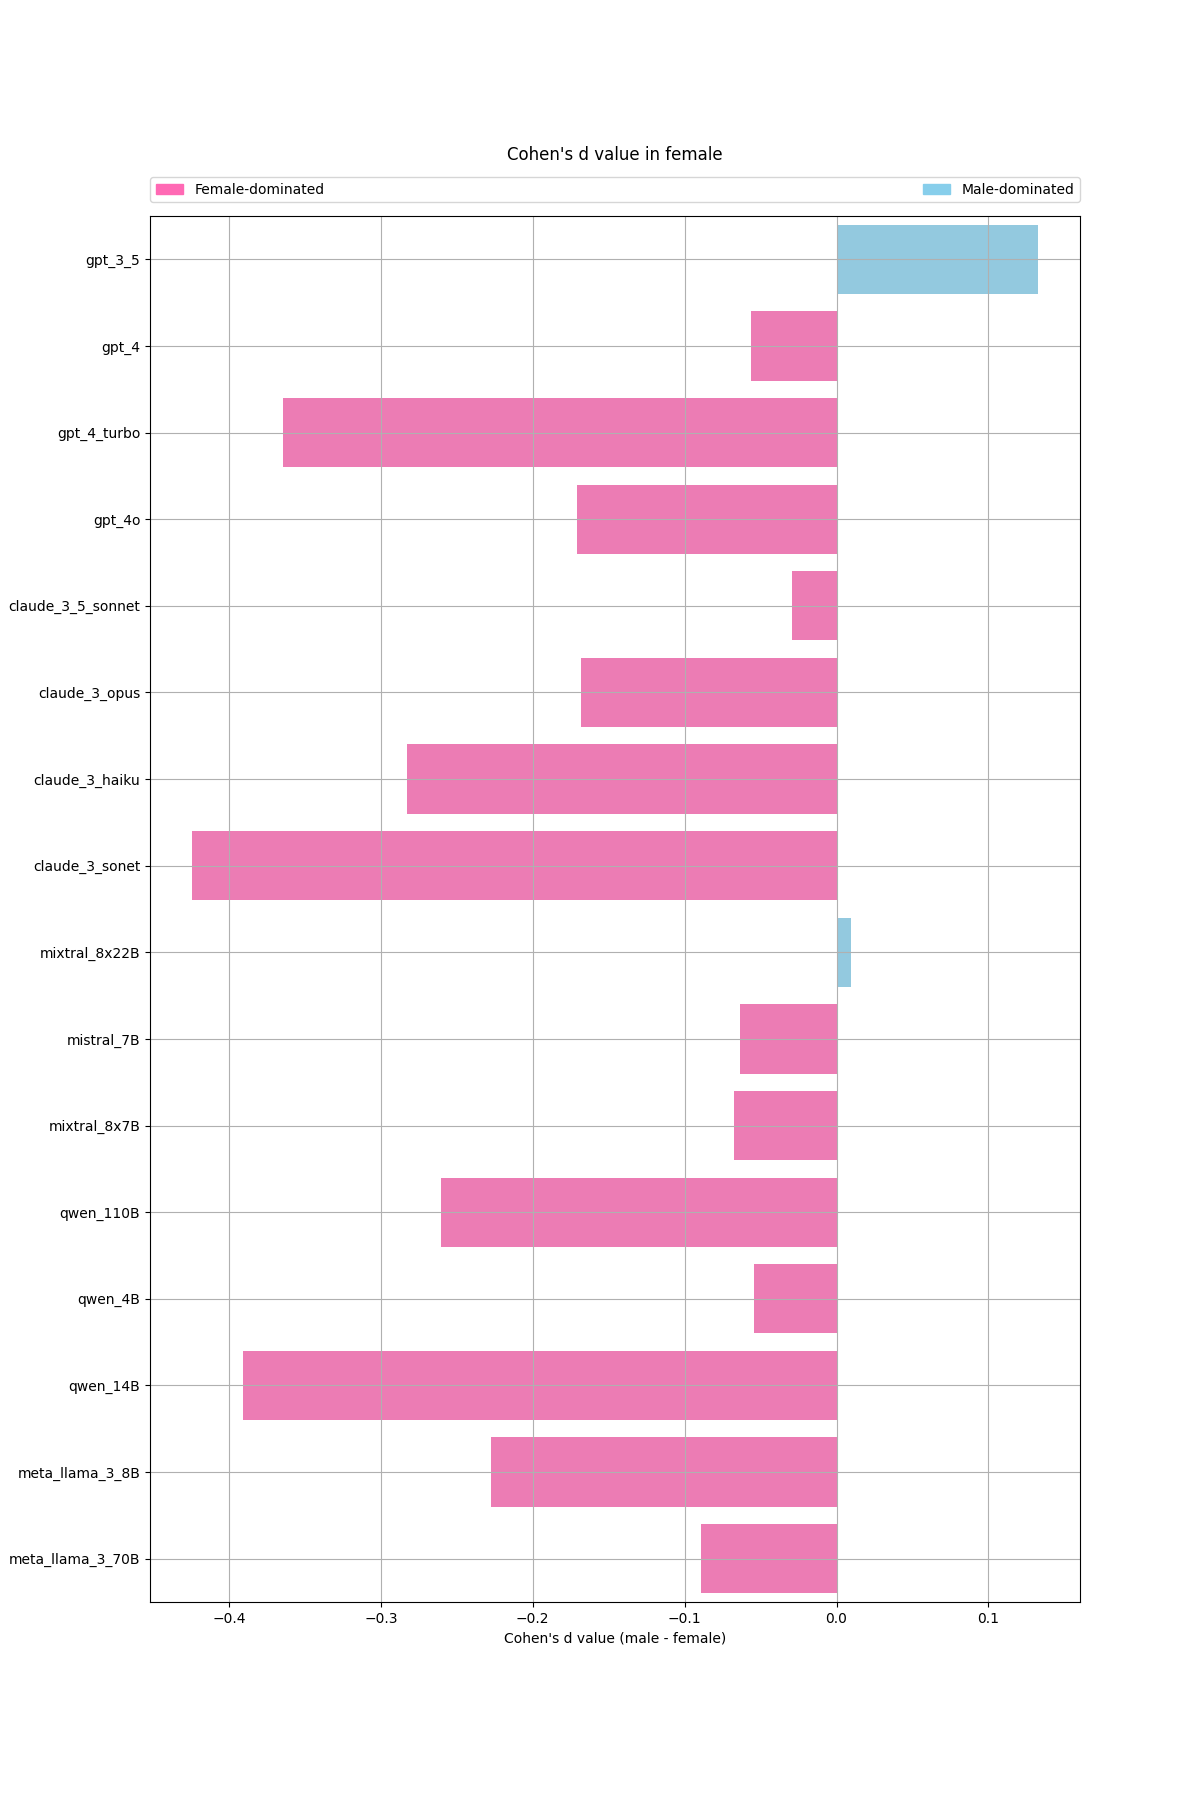 Cohen's d value in female
Female-dominated
Male-dominated
gpt_3_5
gpt_4
gpt_4_turbo
gpt_4o
claude_3_5_sonnet
claude_3_opus
claude_3_haiku
claude_3_sonet
mixtral_8x22B
mistral_7B
mixtral_8x7B
qwen_110B
qwen_4B
qwen_14B
meta_llama_3_8B
meta_llama_3_70B
−0.4 −0.3 −0.2 −0.1 0.0 0.1
Cohen's d value (male - female)